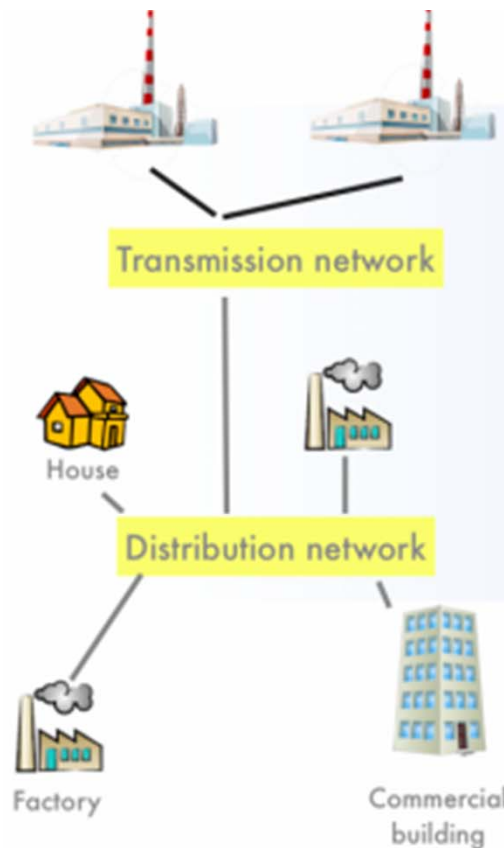 Transmission network
House
Distribution network
Factory
Commercial
building